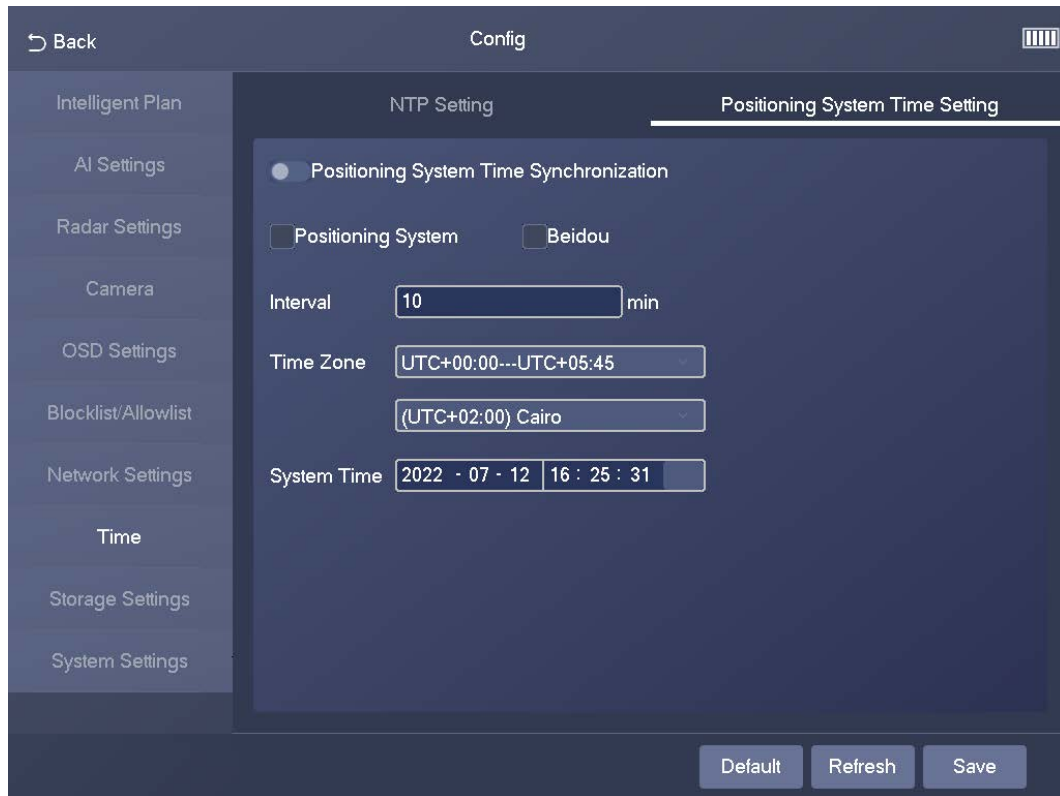 Back
Config
Intelligent Plan
AI Settings
Radar Settings
Camera
OSD Settings
Blocklist/Allowlist
Network Settings
Time
Storage Settings
System Settings
NTP Setting
Positioning System Time Setting
Positioning System Time Synchronization
Positioning System
Beidou
Interval 10 min
Time Zone UTC+00:00---UTC+05:45
(UTC+02:00) Cairo
System Time 2022 - 07 - 12 16 : 25 : 31
Default
Refresh
Save